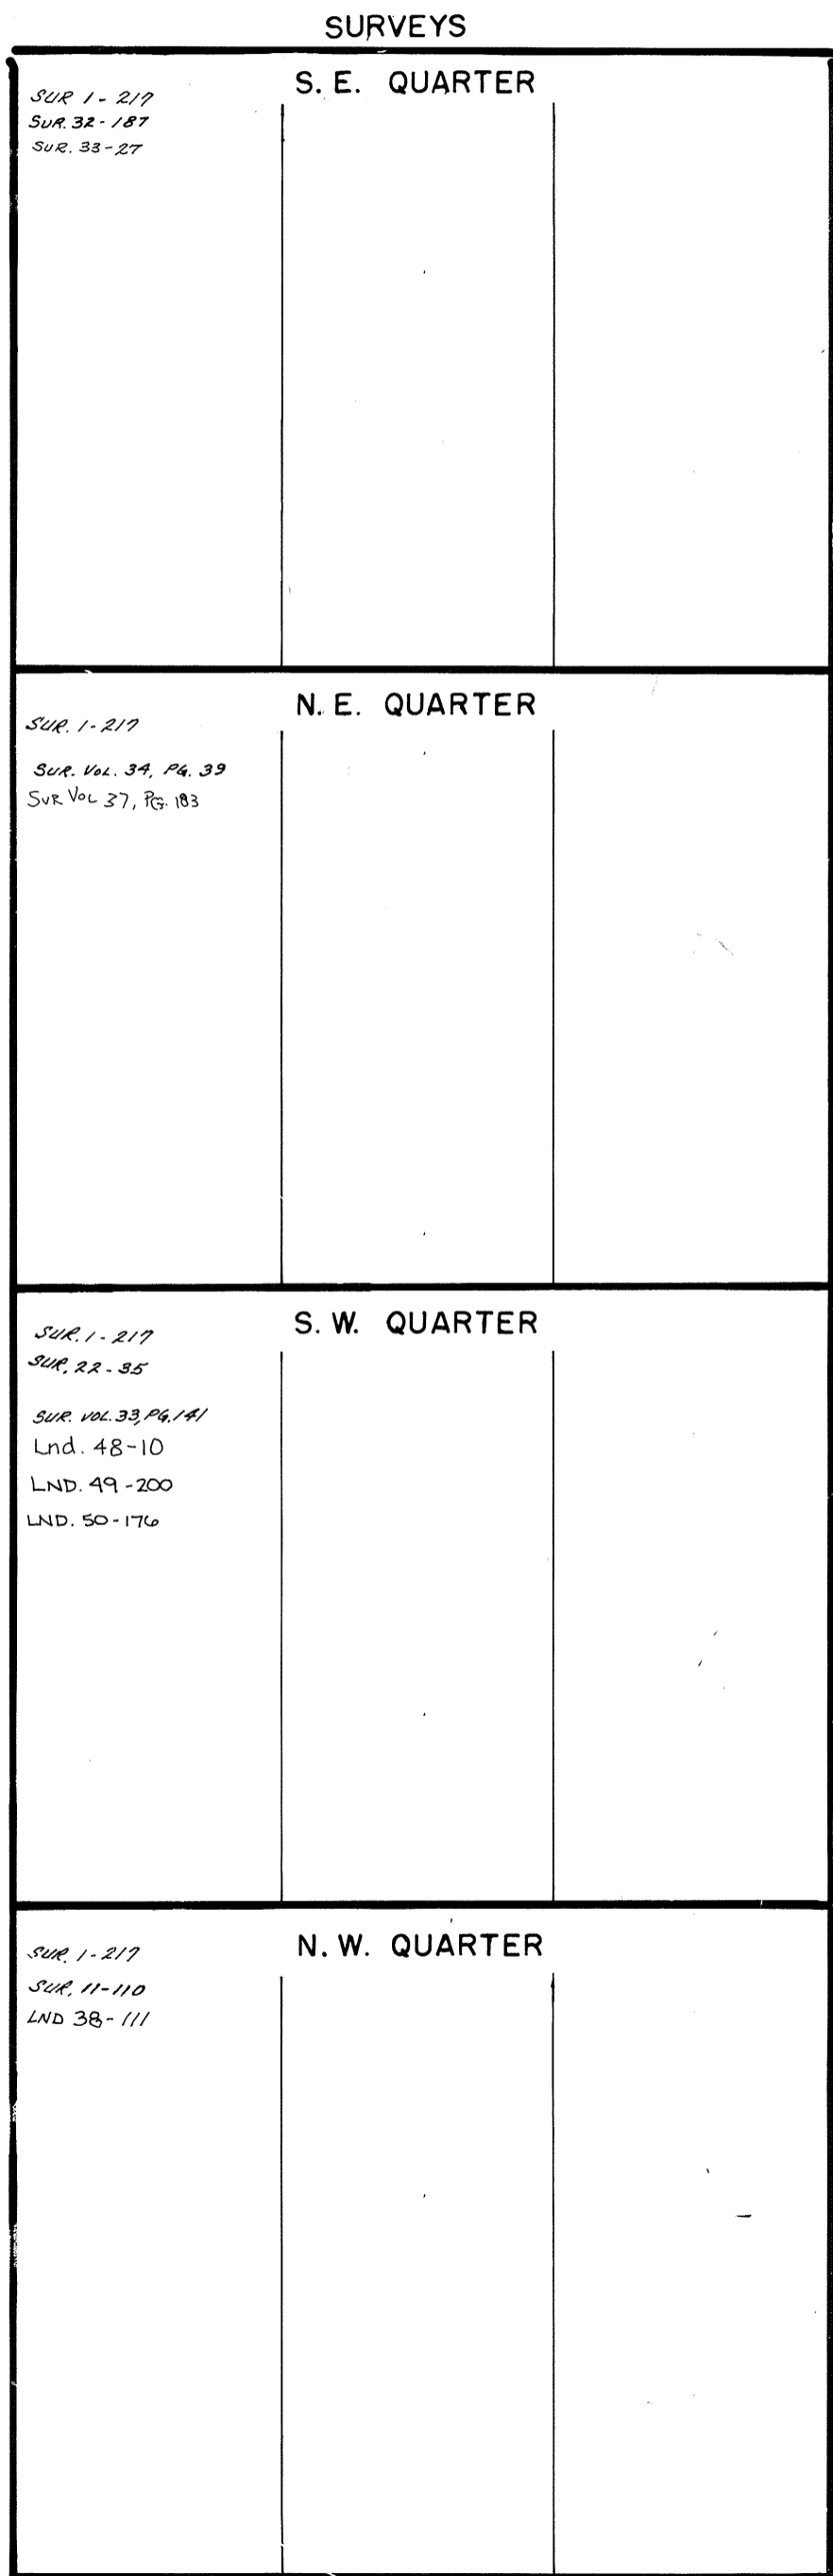 SURVEYS
S. E. QUARTER
SUR 1-217
SUR. 32-187
SUR. 33-27
N. E. QUARTER
SUR. 1-217
SUR. VOL. 34, PG. 39
SUR VOL 37, PG. 183
S. W. QUARTER
SUR. 1-217
SUR. 22-35
SUR. VOL. 33, PG. 141
Lnd. 48-10
LND. 49-200
LND. 50-176
N. W. QUARTER
SUR. 1-217
SUR. 11-110
LND 38-111